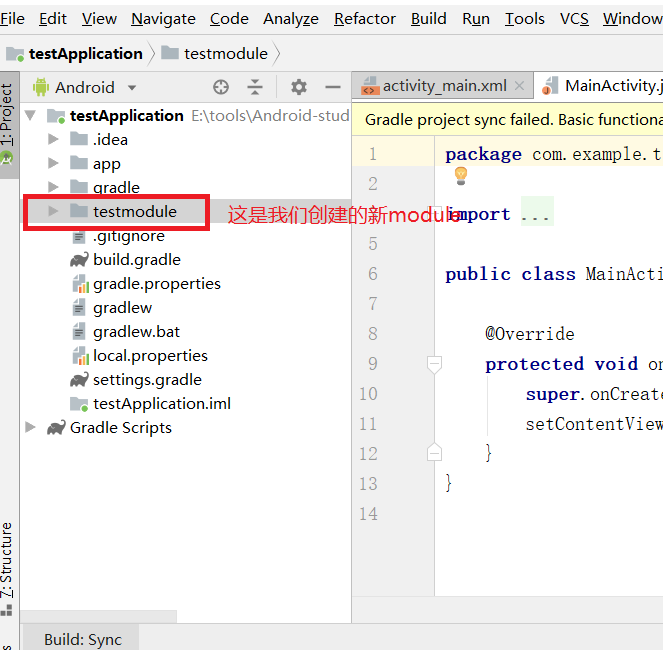 File Edit View Navigate Code Analyze Refactor Build Run Tools VCS Window
testApplication testmodule
1: Project
Android
activity_main.xml
MainActivity.j
testApplication E:\tools\Android-stud
Gradle project sync failed. Basic functiona
.idea
app
gradle
testmodule
这是我们创建的新module
.gitignore
build.gradle
gradle.properties
gradlew
gradlew.bat
local.properties
settings.gradle
testApplication.iml
Gradle Scripts
1 package com.example.t
2
import ...
5
6 public class MainActi
7
8 @Override
9 protected void on
10 super.onCreate
11 setContentView
12 }
13 }
14
7: Structure
Build: Sync